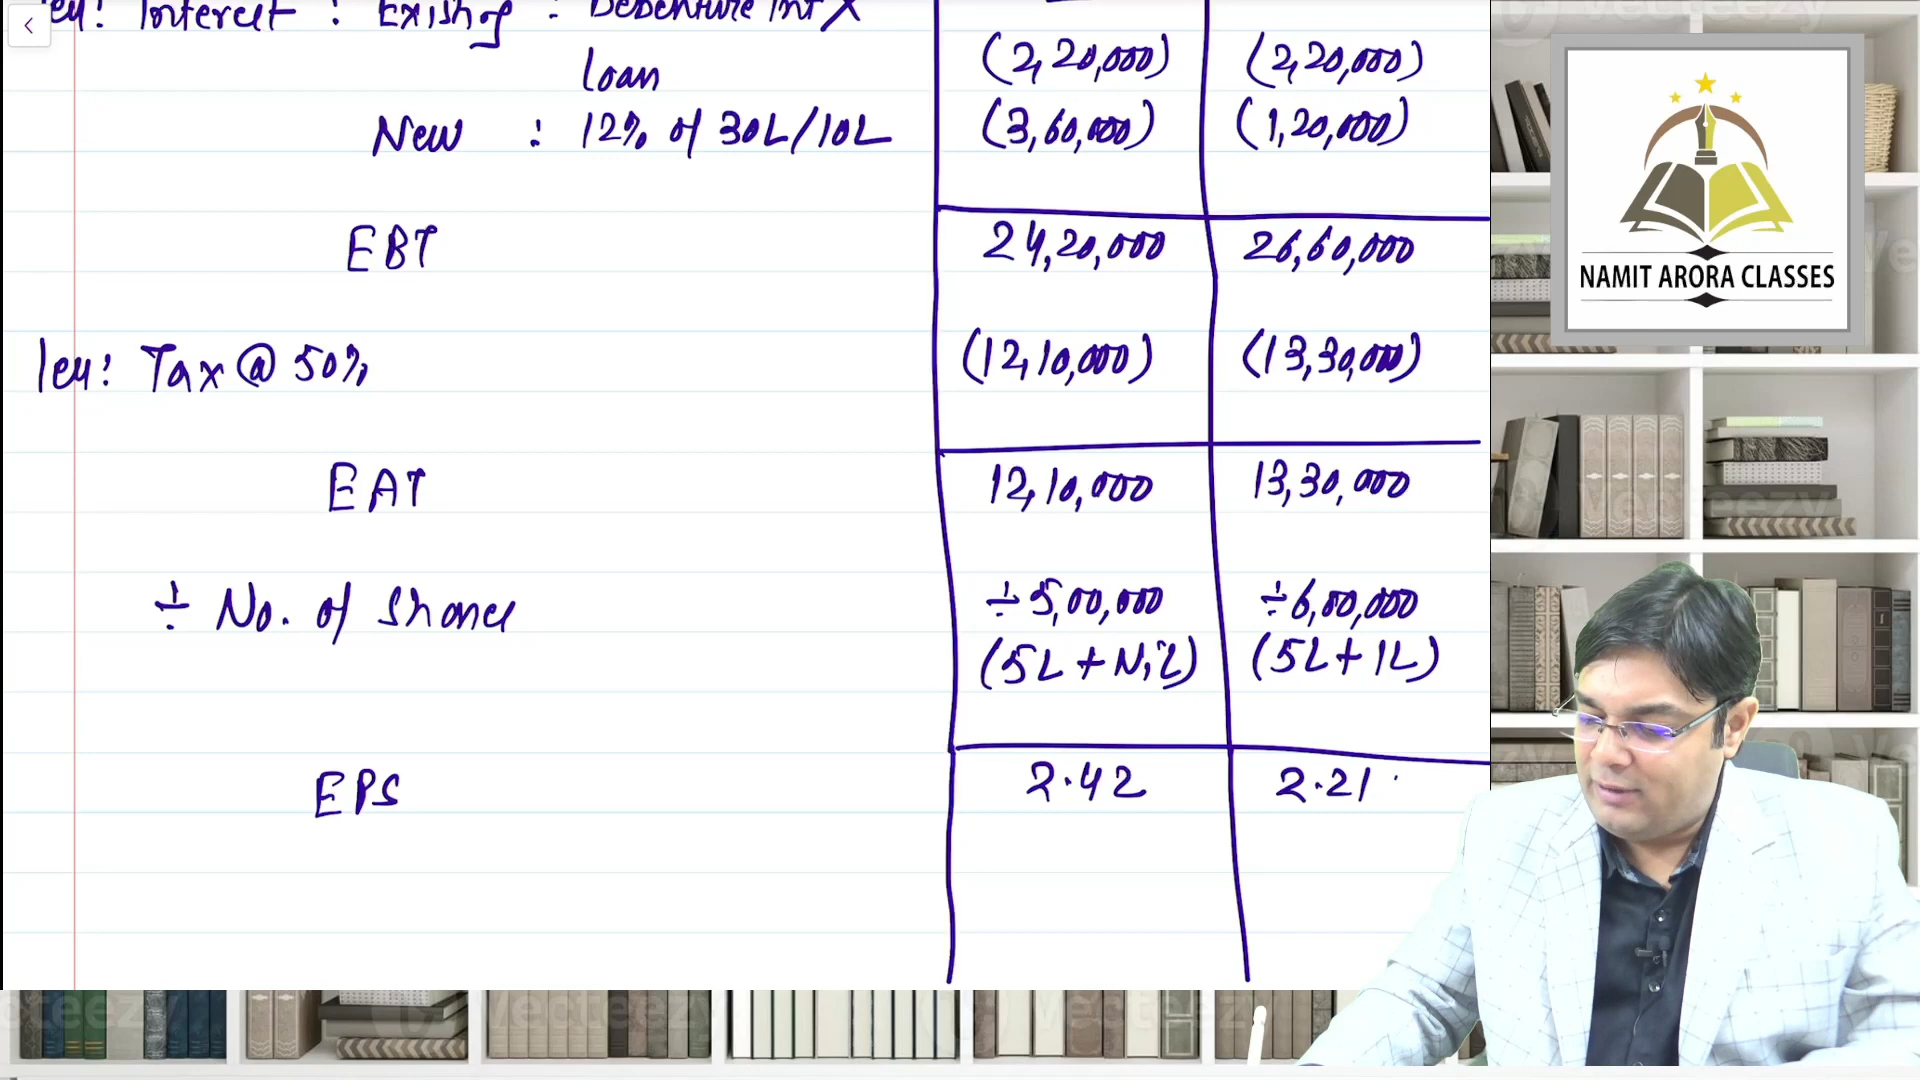 Less: Interest : Existing : Debenture Int X
Loan (2,20,000) (2,20,000)
New : 12% of 30L/10L (3,60,000) (1,20,000)
EBT 24,20,000 26,60,000
Less: Tax @ 50% (12,10,000) (13,30,000)
EAT 12,10,000 13,30,000
÷ No. of Shares ÷5,00,000 ÷6,00,000
(5L + NIL) (5L + 1L)
EPS 2.42 2.21
NAMIT ARORA CLASSES
Vecteezy